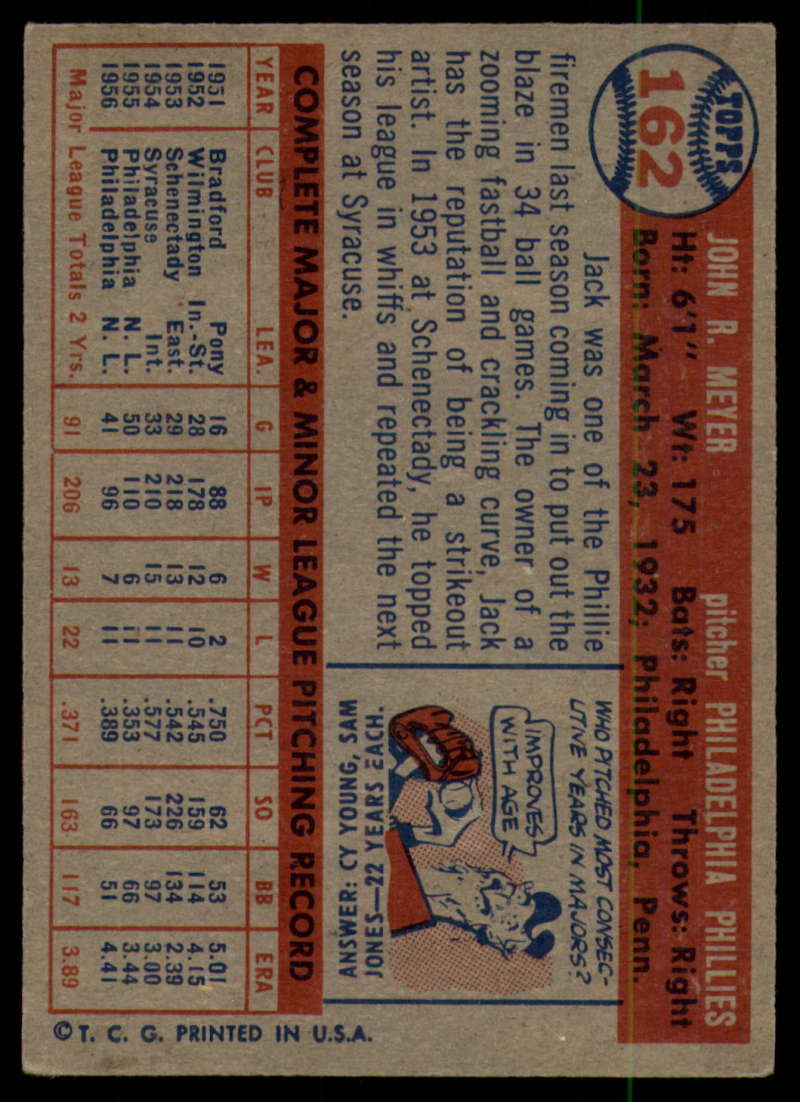 TOPPS
162
JOHN R. MEYER pitcher PHILADELPHIA PHILLIES
Ht: 6'1" Wt: 175 Bats: Right Throws: Right
Born: March 23, 1932; Philadelphia, Penn.
Jack was one of the Phillie
firemen last season coming in to put out the
blaze in 34 ball games. The owner of a
zooming fastball and crackling curve, Jack
has the reputation of being a strikeout
artist. In 1953 at Schenectady, he topped
his league in whiffs and repeated the next
season at Syracuse.
WHO PITCHED MOST CONSEC-
UTIVE YEARS IN MAJORS?
IMPROVES
WITH AGE
ANSWER: CY YOUNG, SAM
JONES—22 YEARS EACH.
COMPLETE MAJOR & MINOR LEAGUE PITCHING RECORD
YEAR CLUB LEA. G IP W L PCT SO BB ERA
1951 Bradford Pony 16 88 6 2 .750 62 53 5.01
1952 Wilmington In.-St. 28 178 12 10 .545 159 114 4.15
1953 Schenectady East. 29 218 13 11 .542 226 134 2.39
1954 Syracuse Int. 33 210 15 11 .577 173 97 3.00
1955 Philadelphia N. L. 50 110 6 11 .353 97 66 3.44
1956 Philadelphia N. L. 41 96 7 11 .389 66 51 4.41
Major League Totals 2 Yrs. 91 206 13 22 .371 163 117 3.89
© T. C. G. PRINTED IN U.S.A.